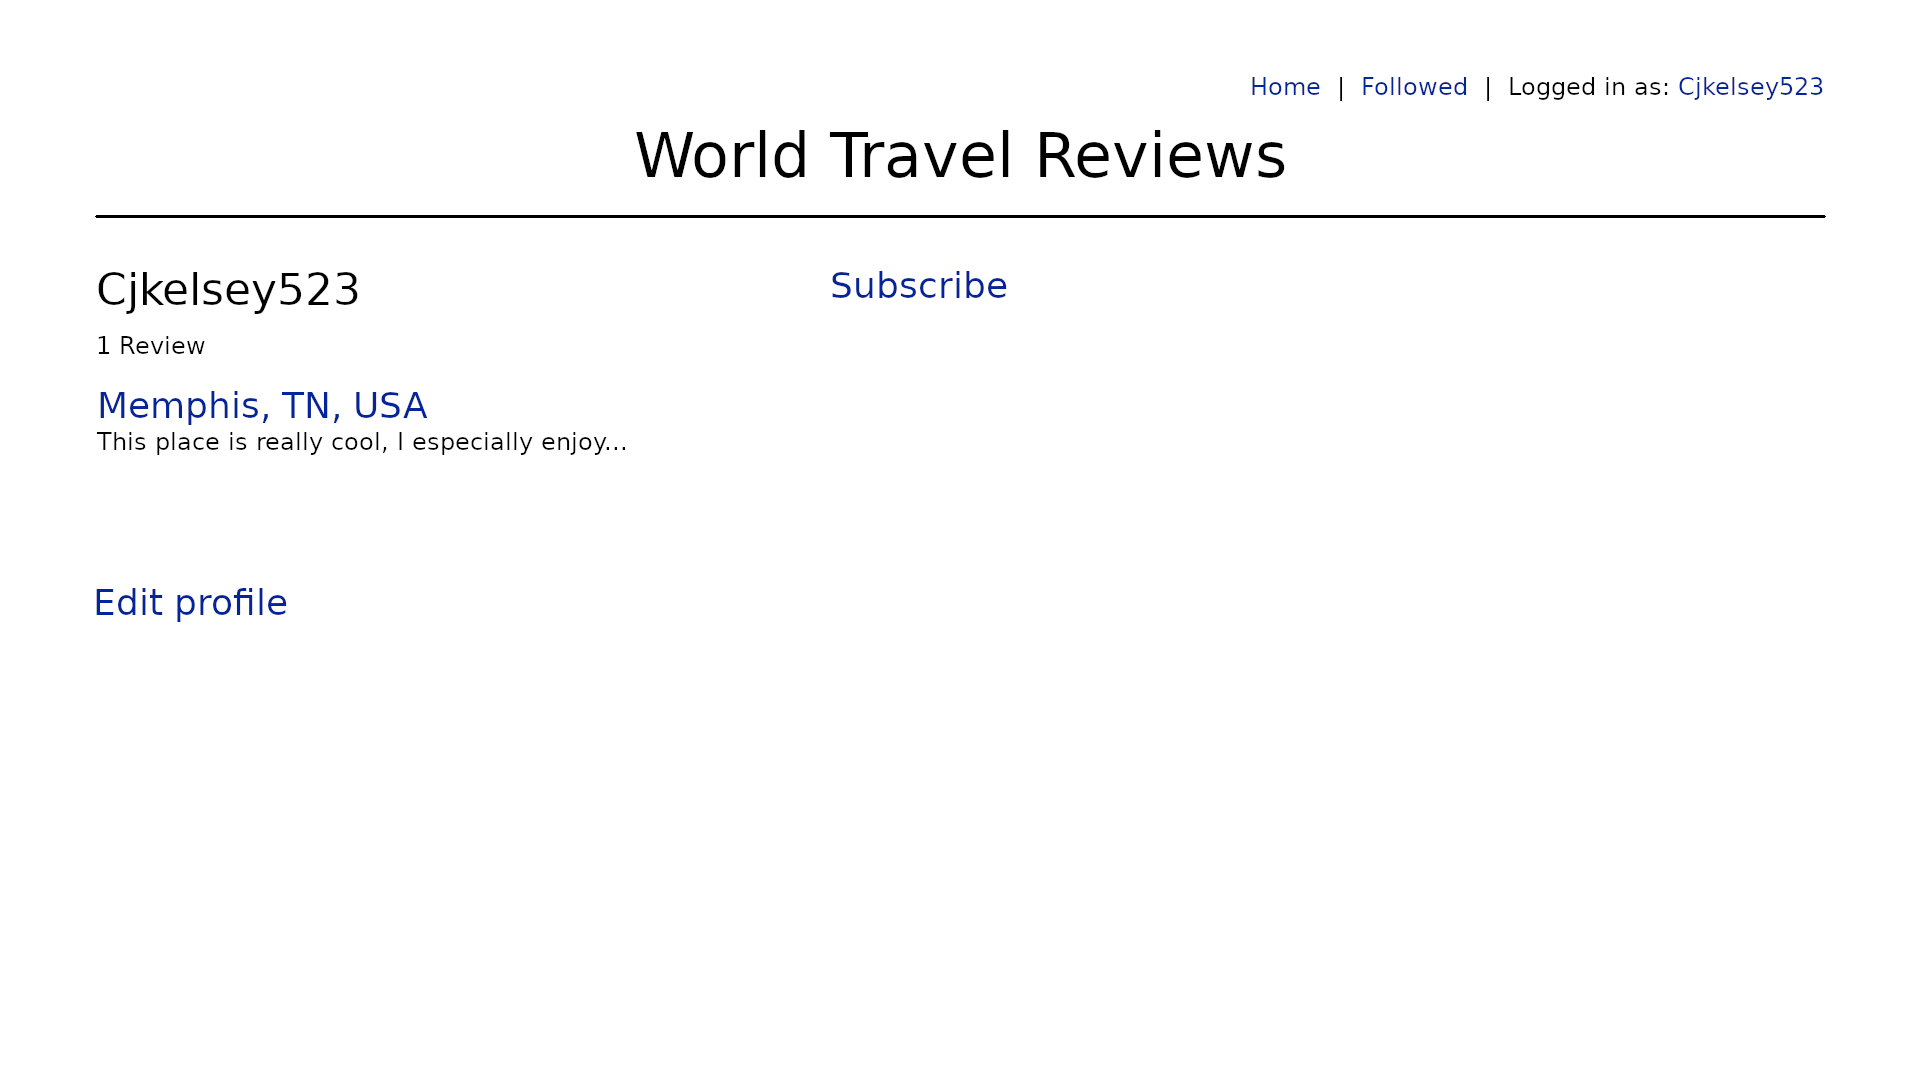 Home | Followed | Logged in as: Cjkelsey523
World Travel Reviews
Cjkelsey523
Subscribe
1 Review
Memphis, TN, USA
This place is really cool, I especially enjoy...
Edit profile